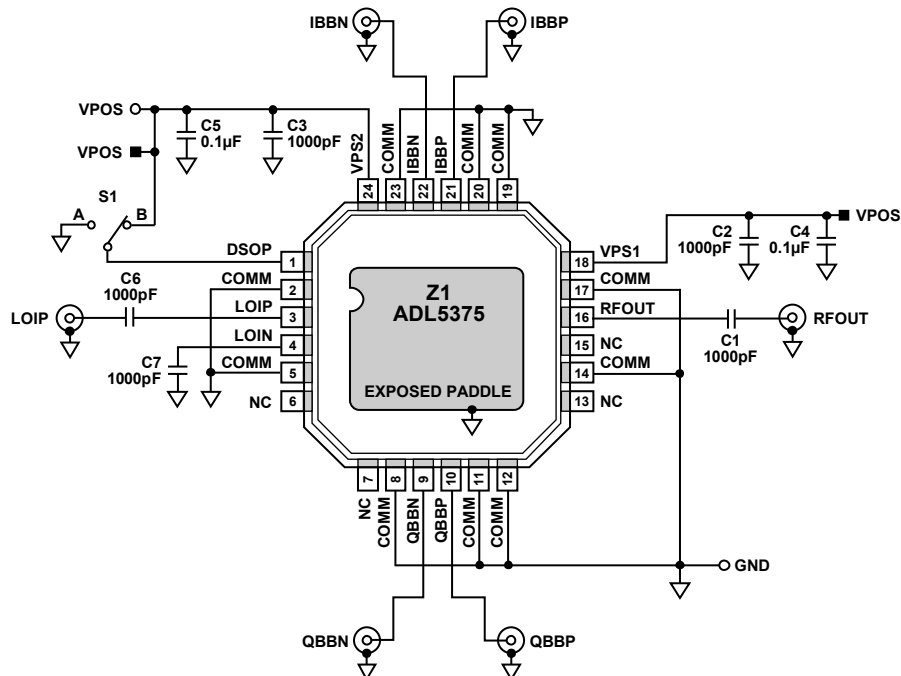 IBBN
IBBP
VPOS
C5
0.1µF
C3
1000pF
VPOS
VPS2
COMM
IBBN
IBBP
COMM
COMM
24
23
22
21
20
19
S1
A
B
DSOP
1
COMM
2
C6
1000pF
LOIP
LOIP
3
LOIN
4
C7
1000pF
COMM
5
NC
6
Z1
ADL5375
EXPOSED PADDLE
18
VPS1
C2
1000pF
C4
0.1µF
VPOS
17
COMM
16
RFOUT
C1
1000pF
RFOUT
15
NC
14
COMM
13
NC
7
8
9
10
11
12
NC
COMM
QBBN
QBBP
COMM
COMM
GND
QBBN
QBBP